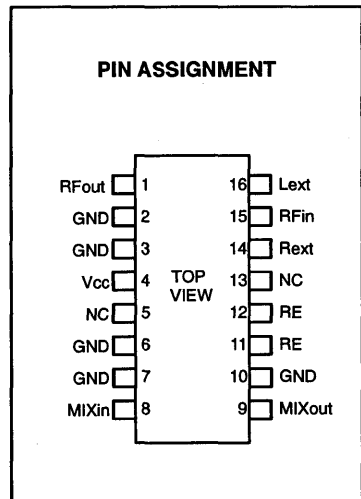 PIN ASSIGNMENT
RFout 1 16 Lext
GND 2 15 RFin
GND 3 14 Rext
Vcc 4 TOP VIEW 13 NC
NC 5 12 RE
GND 6 11 RE
GND 7 10 GND
MIXin 8 9 MIXout